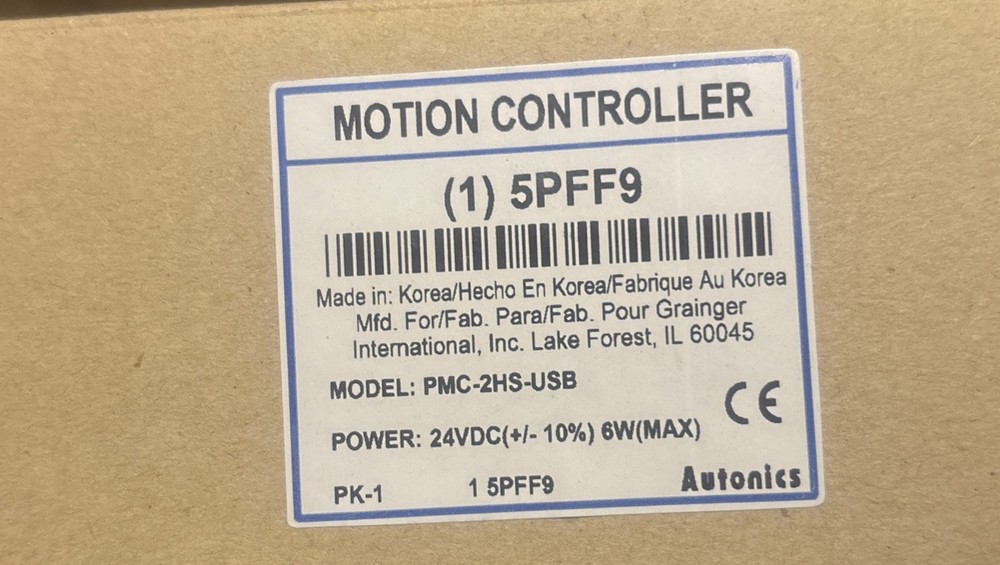 MOTION CONTROLLER
(1) 5PFF9
Made in: Korea/Hecho En Korea/Fabrique Au Korea
Mfd. For/Fab. Para/Fab. Pour Grainger
International, Inc. Lake Forest, IL 60045
MODEL: PMC-2HS-USB
CE
POWER: 24VDC(+/- 10%) 6W(MAX)
PK-1 1 5PFF9 Autonics